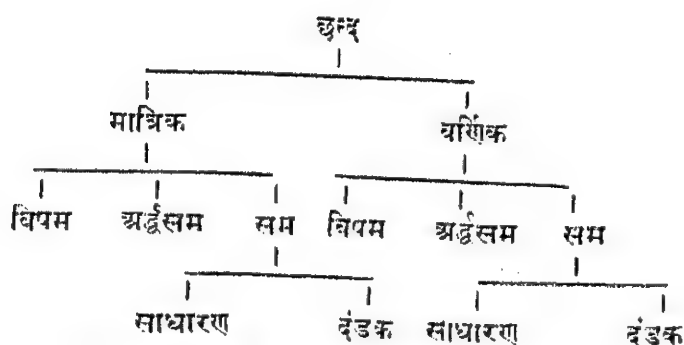 छन्द
मात्रिक वर्णिक
विषम अर्द्धसम सम विषम अर्द्धसम सम
साधारण दंडक साधारण दंडक